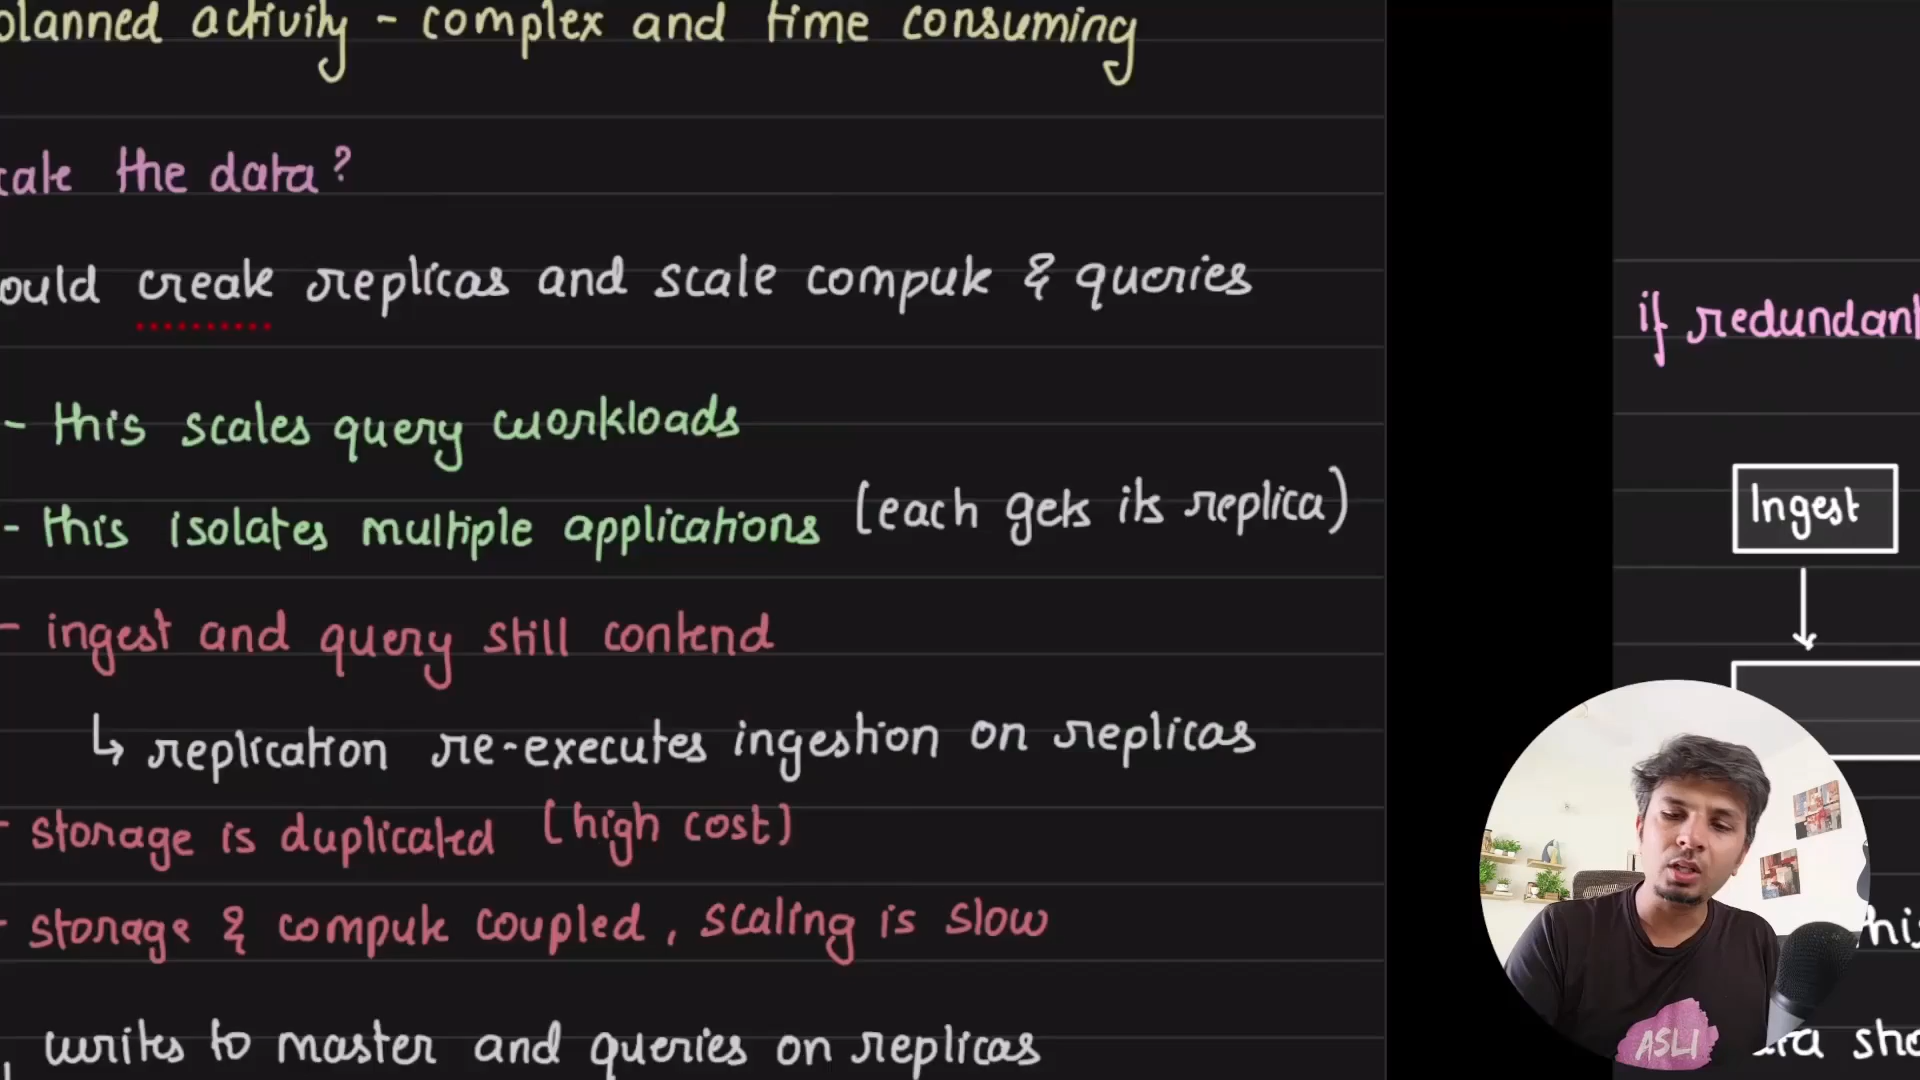 planned activity - complex and time consuming
the data?
create replicas and scale compute & queries
- this scales query workloads
- this isolates multiple applications (each gets its replica)
- ingest and query still contend
↳ replication re-executes ingestion on replicas
- storage is duplicated (high cost)
- storage & compute coupled, scaling is slow
writes to master and queries on replicas
if redundant
Ingest
ASLI